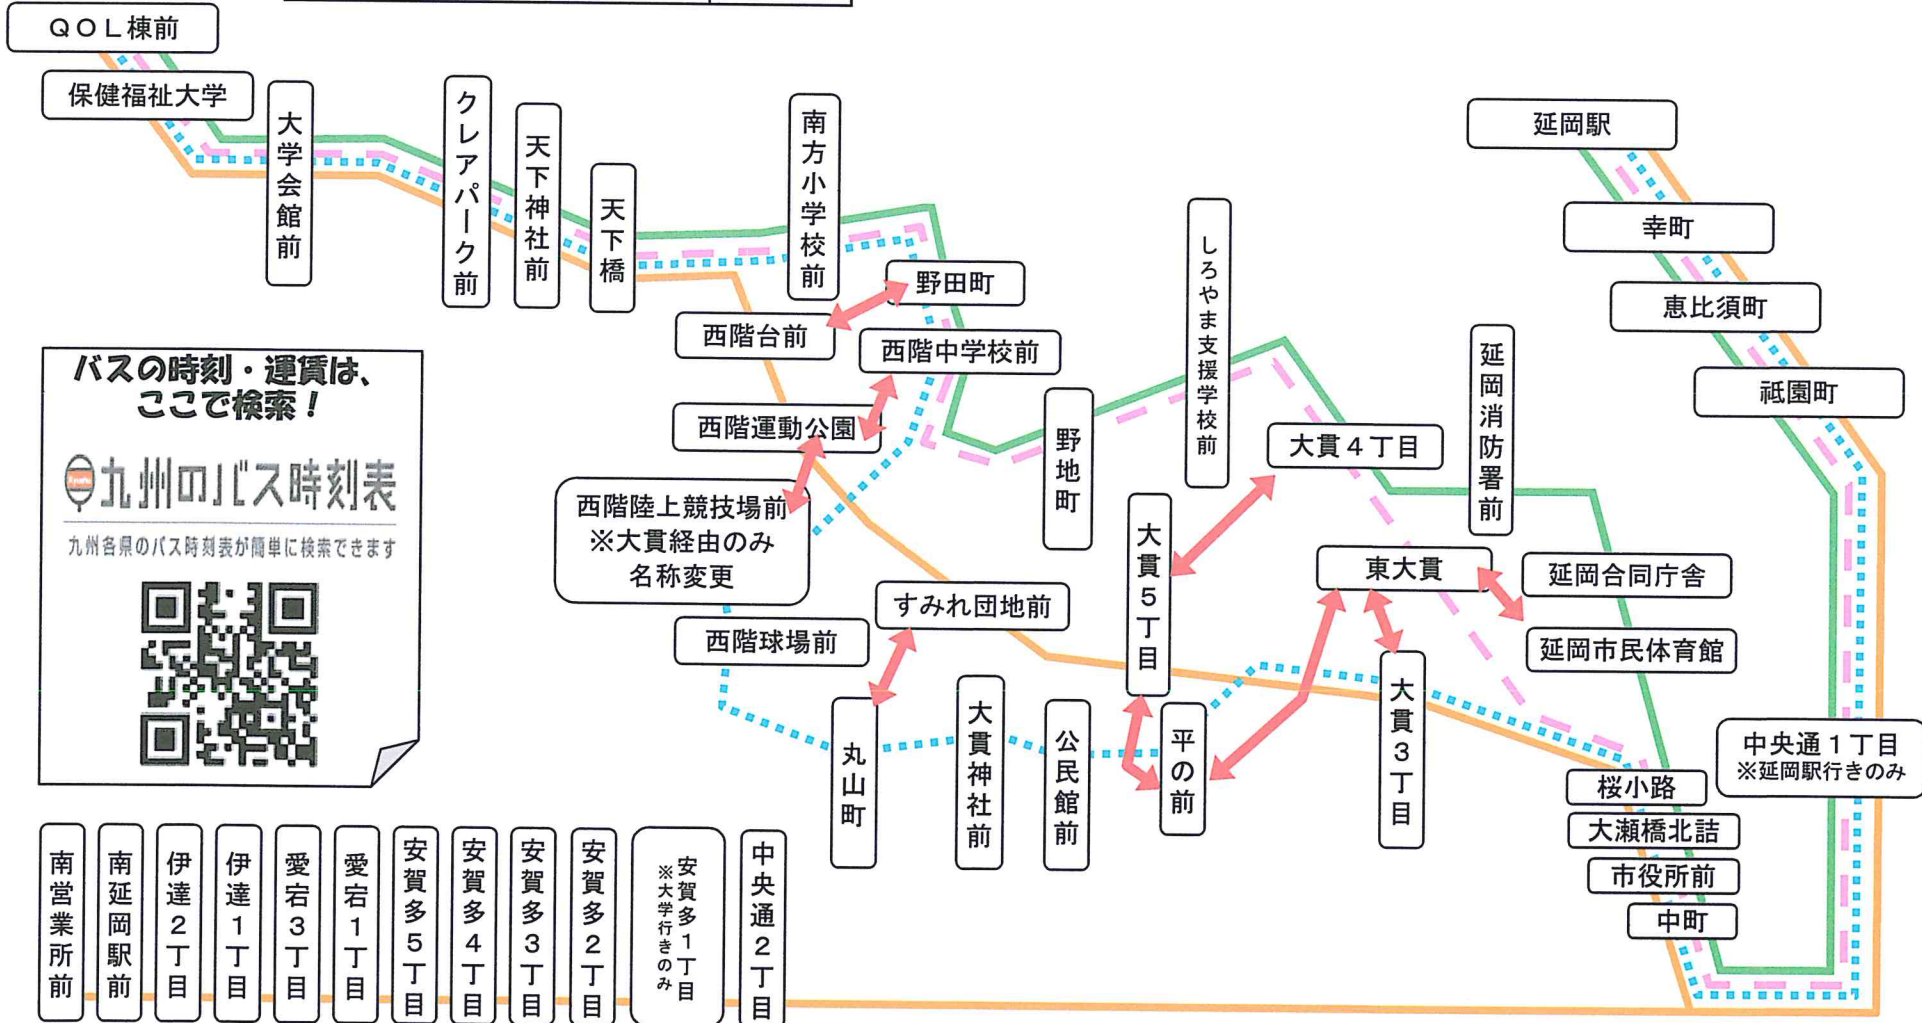 QOL棟前
保健福祉大学
大学会館前
クレアパーク前
天下神社前
天下橋
南方小学校前
野田町
西階台前
西階中学校前
西階運動公園
西階陸上競技場前
※大貫経由のみ
名称変更
西階球場前
すみれ団地前
丸山町
大貫神社前
公民館前
平の前
野地町
しろやま支援学校前
大貫5丁目
大貫4丁目
延岡消防署前
東大貫
延岡合同庁舎
延岡市民体育館
大貫3丁目
延岡駅
幸町
恵比須町
祇園町
中央通1丁目
※延岡駅行きのみ
桜小路
大瀬橋北詰
市役所前
中町
バスの時刻・運賃は、
ここで検索!
九州のバス時刻表
九州各県のバス時刻表が簡単に検索できます
南営業所前
南延岡駅前
伊達2丁目
伊達1丁目
愛宕3丁目
愛宕1丁目
安賀多5丁目
安賀多4丁目
安賀多3丁目
安賀多2丁目
安賀多1丁目
※大学行きのみ
中央通2丁目